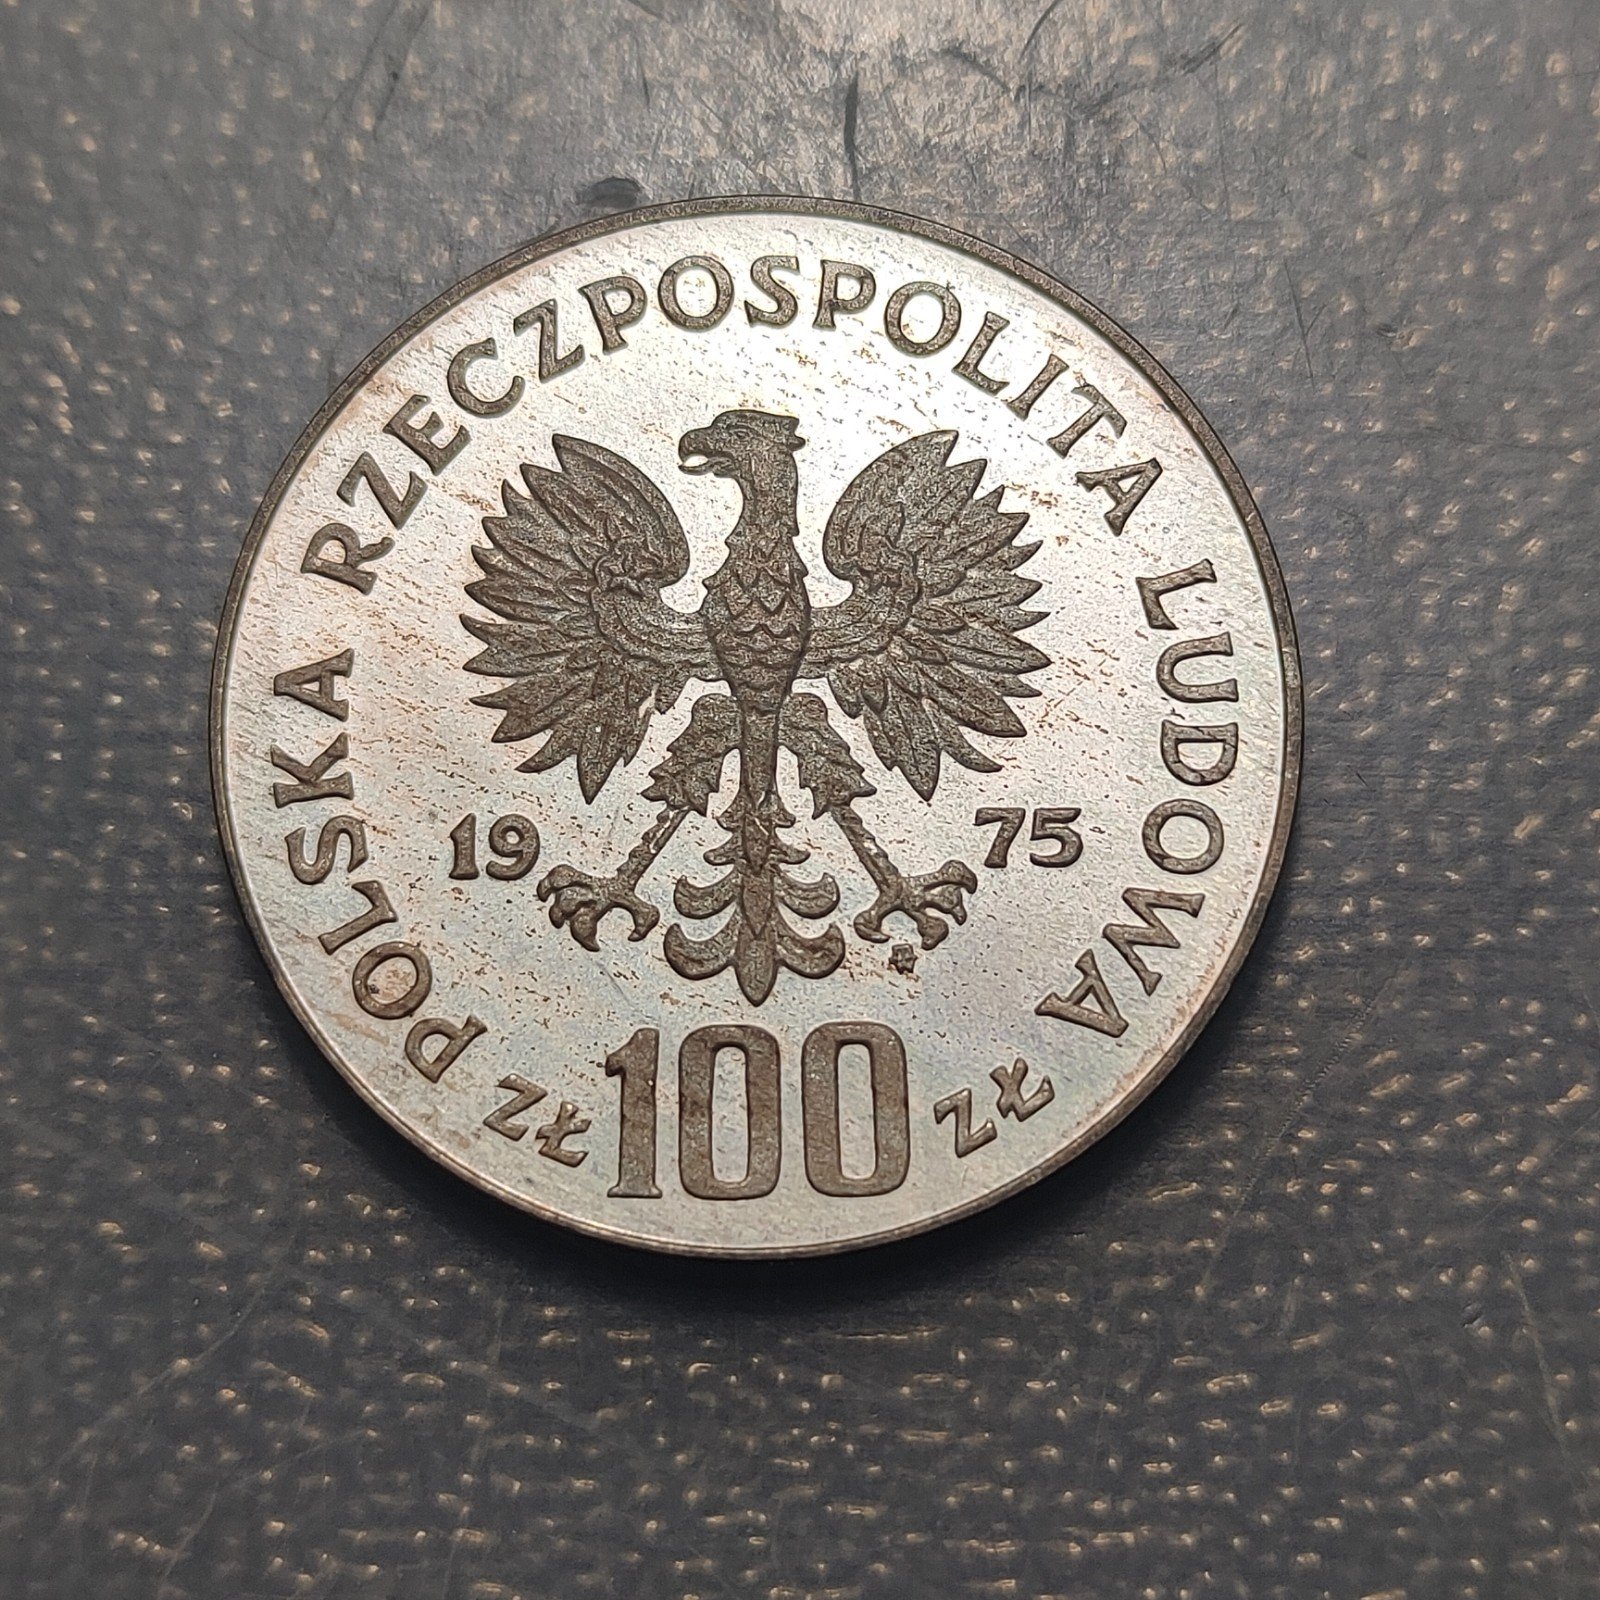 POLSKA RZECZPOSPOLITA LUDOWA
19 75
ZŁ 100 ZŁ